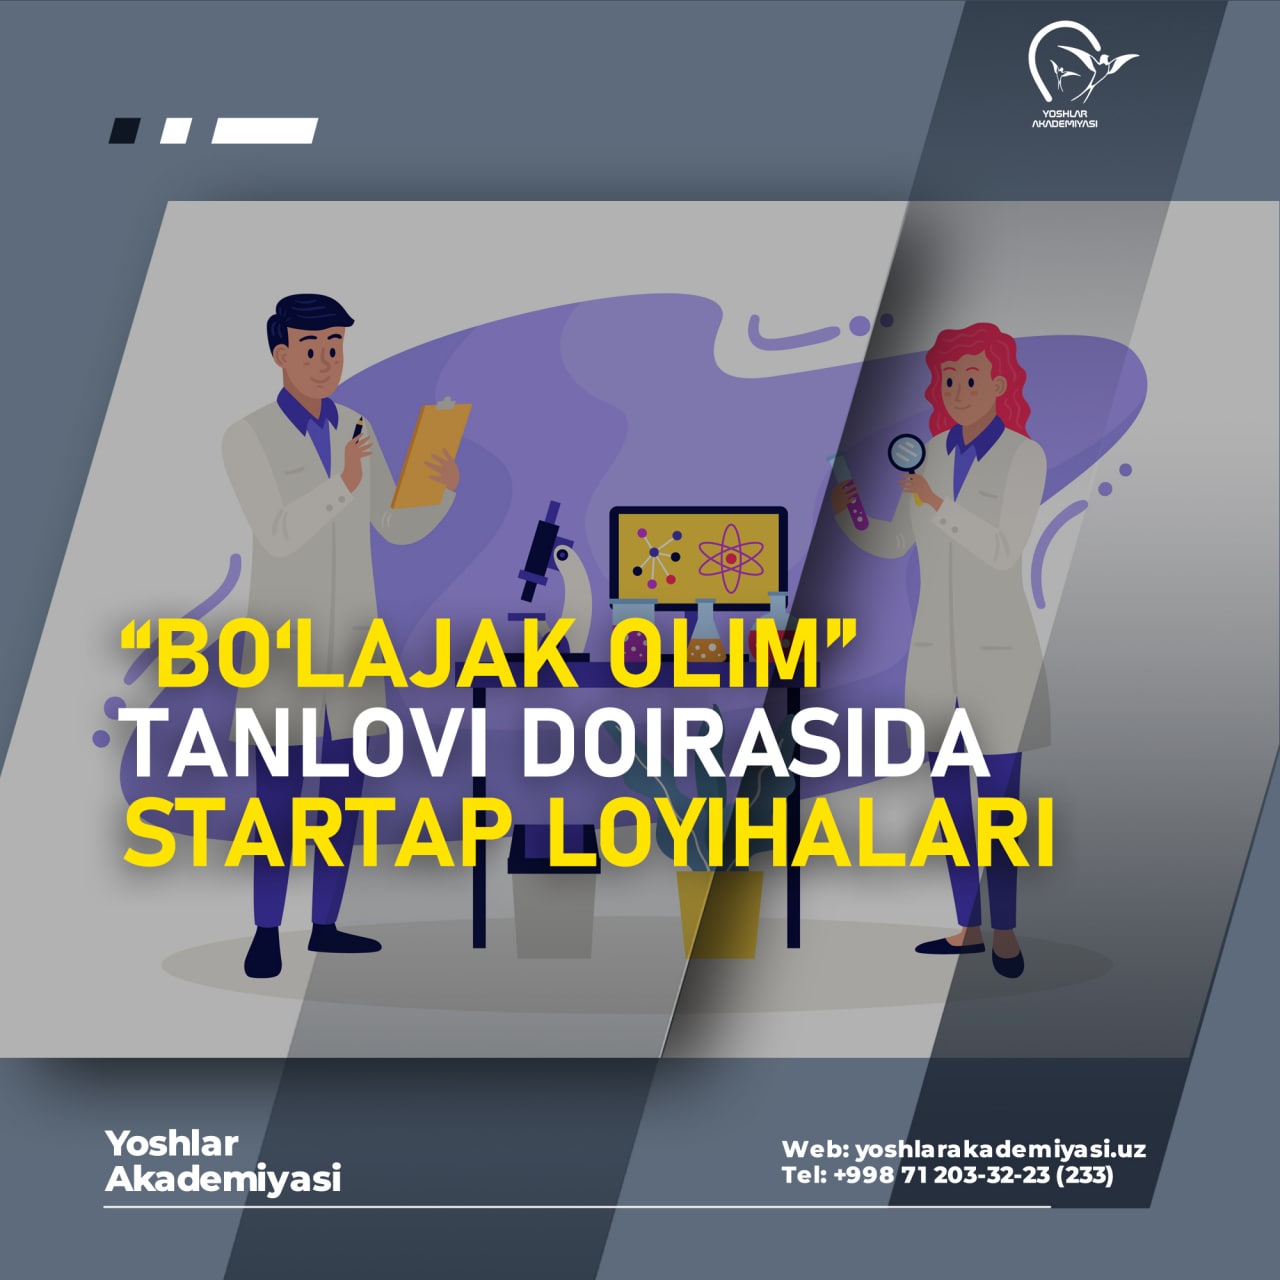 YOSHLAR
AKADEMIYASI
“BO‘LAJAK OLIM”
TANLOVI DOIRASIDA
STARTAP LOYIHALARI
Yoshlar
Akademiyasi
Web: yoshlarakademiyasi.uz
Tel: +998 71 203-32-23 (233)